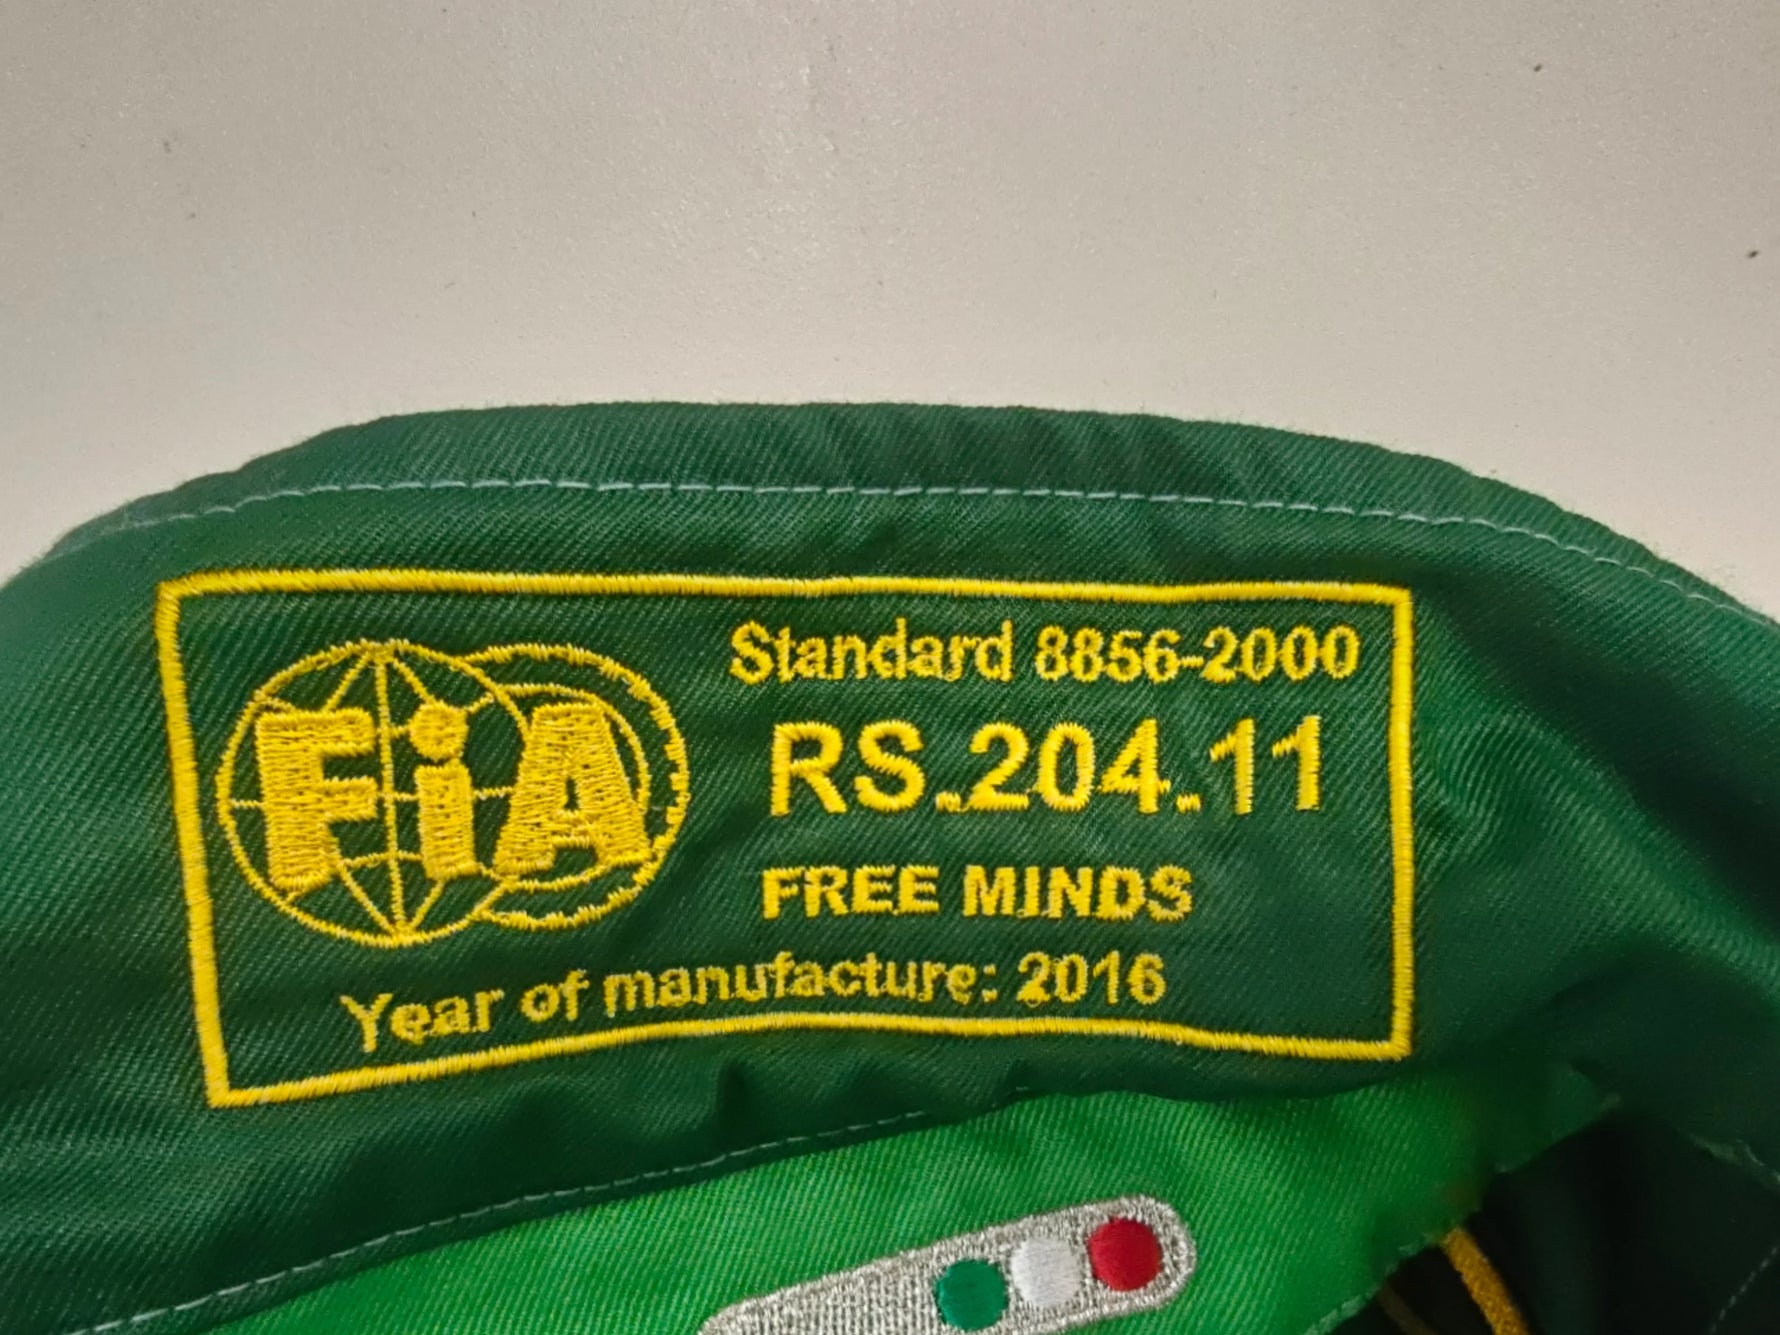 FiA
Standard 8856-2000
RS.204.11
FREE MINDS
Year of manufacture: 2016